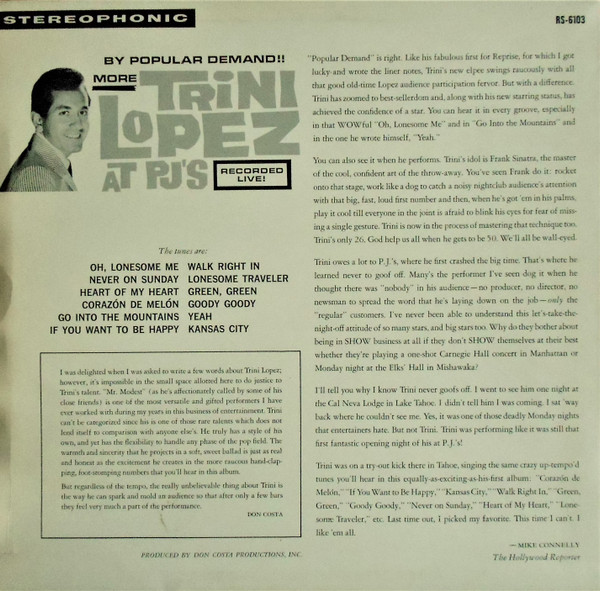 STEREOPHONIC
RS-6103
BY POPULAR DEMAND!!
MORE
TRINI
LOPEZ
AT PJ'S
RECORDED
LIVE!
The tunes are:
OH, LONESOME ME
NEVER ON SUNDAY
HEART OF MY HEART
CORAZÓN DE MELÓN
GO INTO THE MOUNTAINS
IF YOU WANT TO BE HAPPY
WALK RIGHT IN
LONESOME TRAVELER
GREEN, GREEN
GOODY GOODY
YEAH
KANSAS CITY
I was delighted when I was asked to write a few words about Trini Lopez;
however, it's impossible in the small space allotted here to do justice to
Trini's talent. "Mr. Modest" (as he's affectionately called by some of his
close friends) is one of the most versatile and gifted performers I have
ever worked with during my years in this business of entertainment. Trini
can't be categorized since his is one of those rare talents which does not
lend itself to comparison with anyone else's. He truly has a style of his
own, and yet has the flexibility to handle any phase of the pop field. The
warmth and sincerity that he projects in a soft, sweet ballad is just as real
and honest as the excitement he creates in the more raucous hand-clap-
ping, foot-stomping numbers that you'll hear in this album.
But regardless of the tempo, the really unbelievable thing about Trini is
the way he can spark and mold an audience so that after only a few bars
they feel very much a part of the performance.
DON COSTA
PRODUCED BY DON COSTA PRODUCTIONS, INC.
"Popular Demand" is right. Like his fabulous first for Reprise, for which I got
lucky and wrote the liner notes, Trini's new elpee swings raucously with all
that good old-time Lopez audience participation fervor. But with a difference.
Trini has zoomed to best-sellerdom and, along with his new starring status, has
achieved the confidence of a star. You can hear it in every groove, especially
in that WOWful "Oh, Lonesome Me" and in "Go Into the Mountains" and
in the one he wrote himself, "Yeah."
You can also see it when he performs. Trini's idol is Frank Sinatra, the master
of the cool, confident art of the throw-away. You've seen Frank do it: rocket
onto that stage, work like a dog to catch a noisy nightclub audience's attention
with that big, fast, loud first number and then, when he's got 'em in his palms,
play it cool till everyone in the joint is afraid to blink his eyes for fear of miss-
ing a single gesture. Trini is now in the process of mastering that technique too.
Trini's only 26. God help us all when he gets to be 50. We'll all be wall-eyed.
Trini owes a lot to P.J.'s, where he first crashed the big time. That's where he
learned never to goof off. Many's the performer I've seen dog it when he
thought there was "nobody" in his audience—no producer, no director, no
newsman to spread the word that he's laying down on the job—only the
"regular" customers. I've never been able to understand this let's-take-the-
night-off attitude of so many stars, and big stars too. Why do they bother about
being in SHOW business at all if they don't SHOW themselves at their best
whether they're playing a one-shot Carnegie Hall concert in Manhattan or
Monday night at the Elks' Hall in Mishawaka?
I'll tell you why I know Trini never goofs off. I went to see him one night at
the Cal Neva Lodge in Lake Tahoe. I didn't tell him I was coming. I sat 'way
back where he couldn't see me. Yes, it was one of those deadly Monday nights
that entertainers hate. But not Trini. Trini was performing like it was still that
first fantastic opening night of his at P.J.'s!
Trini was on a try-out kick there in Tahoe, singing the same crazy up-tempo'd
tunes you'll hear in this equally-as-exciting-as-his-first album. "Corazón de
Melón," "If You Want to Be Happy," "Kansas City," "Walk Right In," "Green,
Green," "Goody Goody," "Never on Sunday," "Heart of My Heart," "Lone-
some Traveler," etc. Last time out, I picked my favorite. This time I can't. I
like 'em all.
—MIKE CONNELLY
The Hollywood Reporter